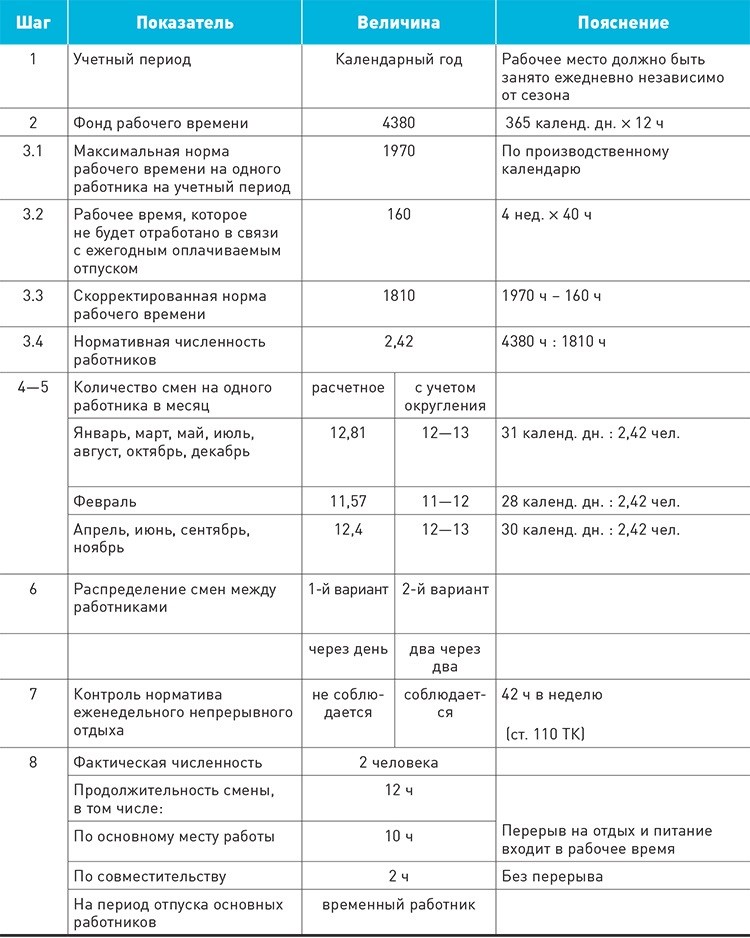 Шаг Показатель Величина Пояснение
1 Учетный период Календарный год Рабочее место должно быть
занято ежедневно независимо
от сезона
2 Фонд рабочего времени 4380 365 календ. дн. × 12 ч
3.1 Максимальная норма 1970 По производственному
рабочего времени на одного календарю
работника на учетный период
3.2 Рабочее время, которое 160 4 нед. × 40 ч
не будет отработано в связи
с ежегодным оплачиваемым
отпуском
3.3 Скорректированная норма 1810 1970 ч – 160 ч
рабочего времени
3.4 Нормативная численность 2,42 4380 ч : 1810 ч
работников
4—5 Количество смен на одного расчетное с учетом
работника в месяц округления
Январь, март, май, июль, 12,81 12—13 31 календ. дн. : 2,42 чел.
август, октябрь, декабрь
Февраль 11,57 11—12 28 календ. дн. : 2,42 чел.
Апрель, июнь, сентябрь, 12,4 12—13 30 календ. дн. : 2,42 чел.
ноябрь
6 Распределение смен между 1-й вариант 2-й вариант
работниками
через день два через
два
7 Контроль норматива не соблю- соблюдает- 42 ч в неделю
еженедельного непрерывного дается ся
отдыха (ст. 110 ТК)
8 Фактическая численность 2 человека
Продолжительность смены, 12 ч
в том числе:
По основному месту работы 10 ч Перерыв на отдых и питание
входит в рабочее время
По совместительству 2 ч Без перерыва
На период отпуска основных временный работник
работников